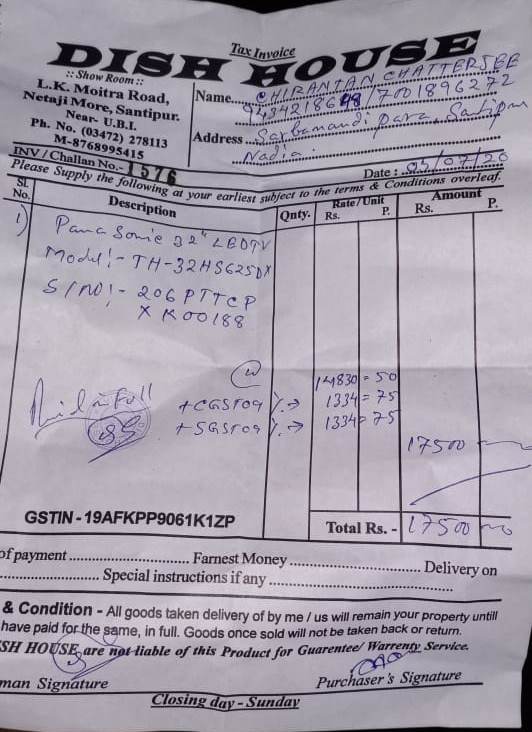 Tax Invoice
DISH HOUSE
:: Show Room ::
L.K. Moitra Road,
Netaji More, Santipur.
Near- U.B.I.
Ph. No. (03472) 278113
M-8768995415
Name CHIRANTAN CHATTERJEE
9434218648/7001896272
Address Sarbanandi para, Santipur
Nadia
INV / Challan No.- 1576
Date : 05/07/20
Please Supply the following at your earliest subject to the terms & Conditions overleaf.
Sl. No. Description Qnty. Rate/Unit Rs. P. Amount Rs. P.
1) Panasonic 32" LEDTV
Model:- TH-32HS625DX
S/NO:- 206PTTCP
XK00188
14830=50
+CGST09%→ 1334=75
+SGST09%→ 1334=75
Paid in Full
17500
GSTIN - 19AFKPP9061K1ZP
Total Rs. - 17500
of payment Farnest Money Delivery on
Special instructions if any
& Condition - All goods taken delivery of by me / us will remain your property untill
have paid for the same, in full. Goods once sold will not be taken back or return.
SH HOUSE, are not liable of this Product for Guarentee/ Warrenty Service.
man Signature Purchaser's Signature
Closing day - Sunday